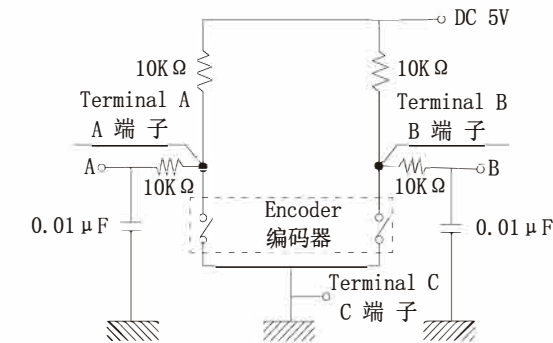 DC 5V
10KΩ
10KΩ
Terminal A
A 端 子
Terminal B
B 端 子
A
10KΩ
10KΩ
B
0.01μF
Encoder
编码器
0.01μF
Terminal C
C 端 子